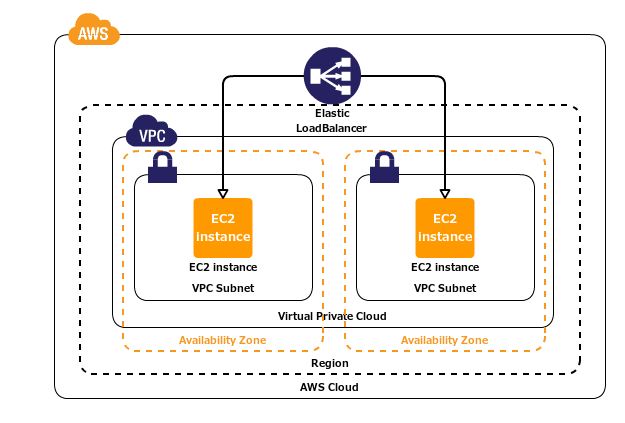 AWS
Elastic
LoadBalancer
VPC
EC2
instance
EC2
instance
EC2 instance
EC2 instance
VPC Subnet
VPC Subnet
Virtual Private Cloud
Availability Zone
Availability Zone
Region
AWS Cloud